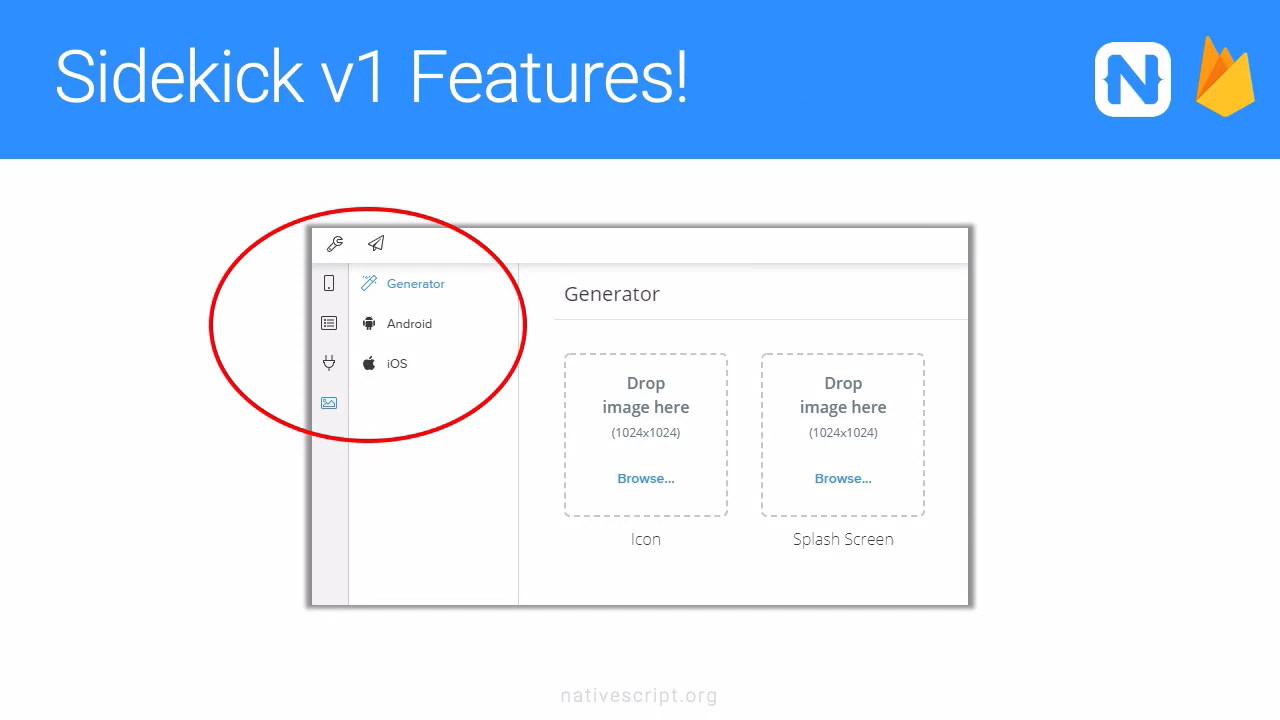 Sidekick v1 Features!
Generator
Android
iOS
Generator
Drop
image here
(1024x1024)
Browse...
Icon
Drop
image here
(1024x1024)
Browse...
Splash Screen
nativescript.org